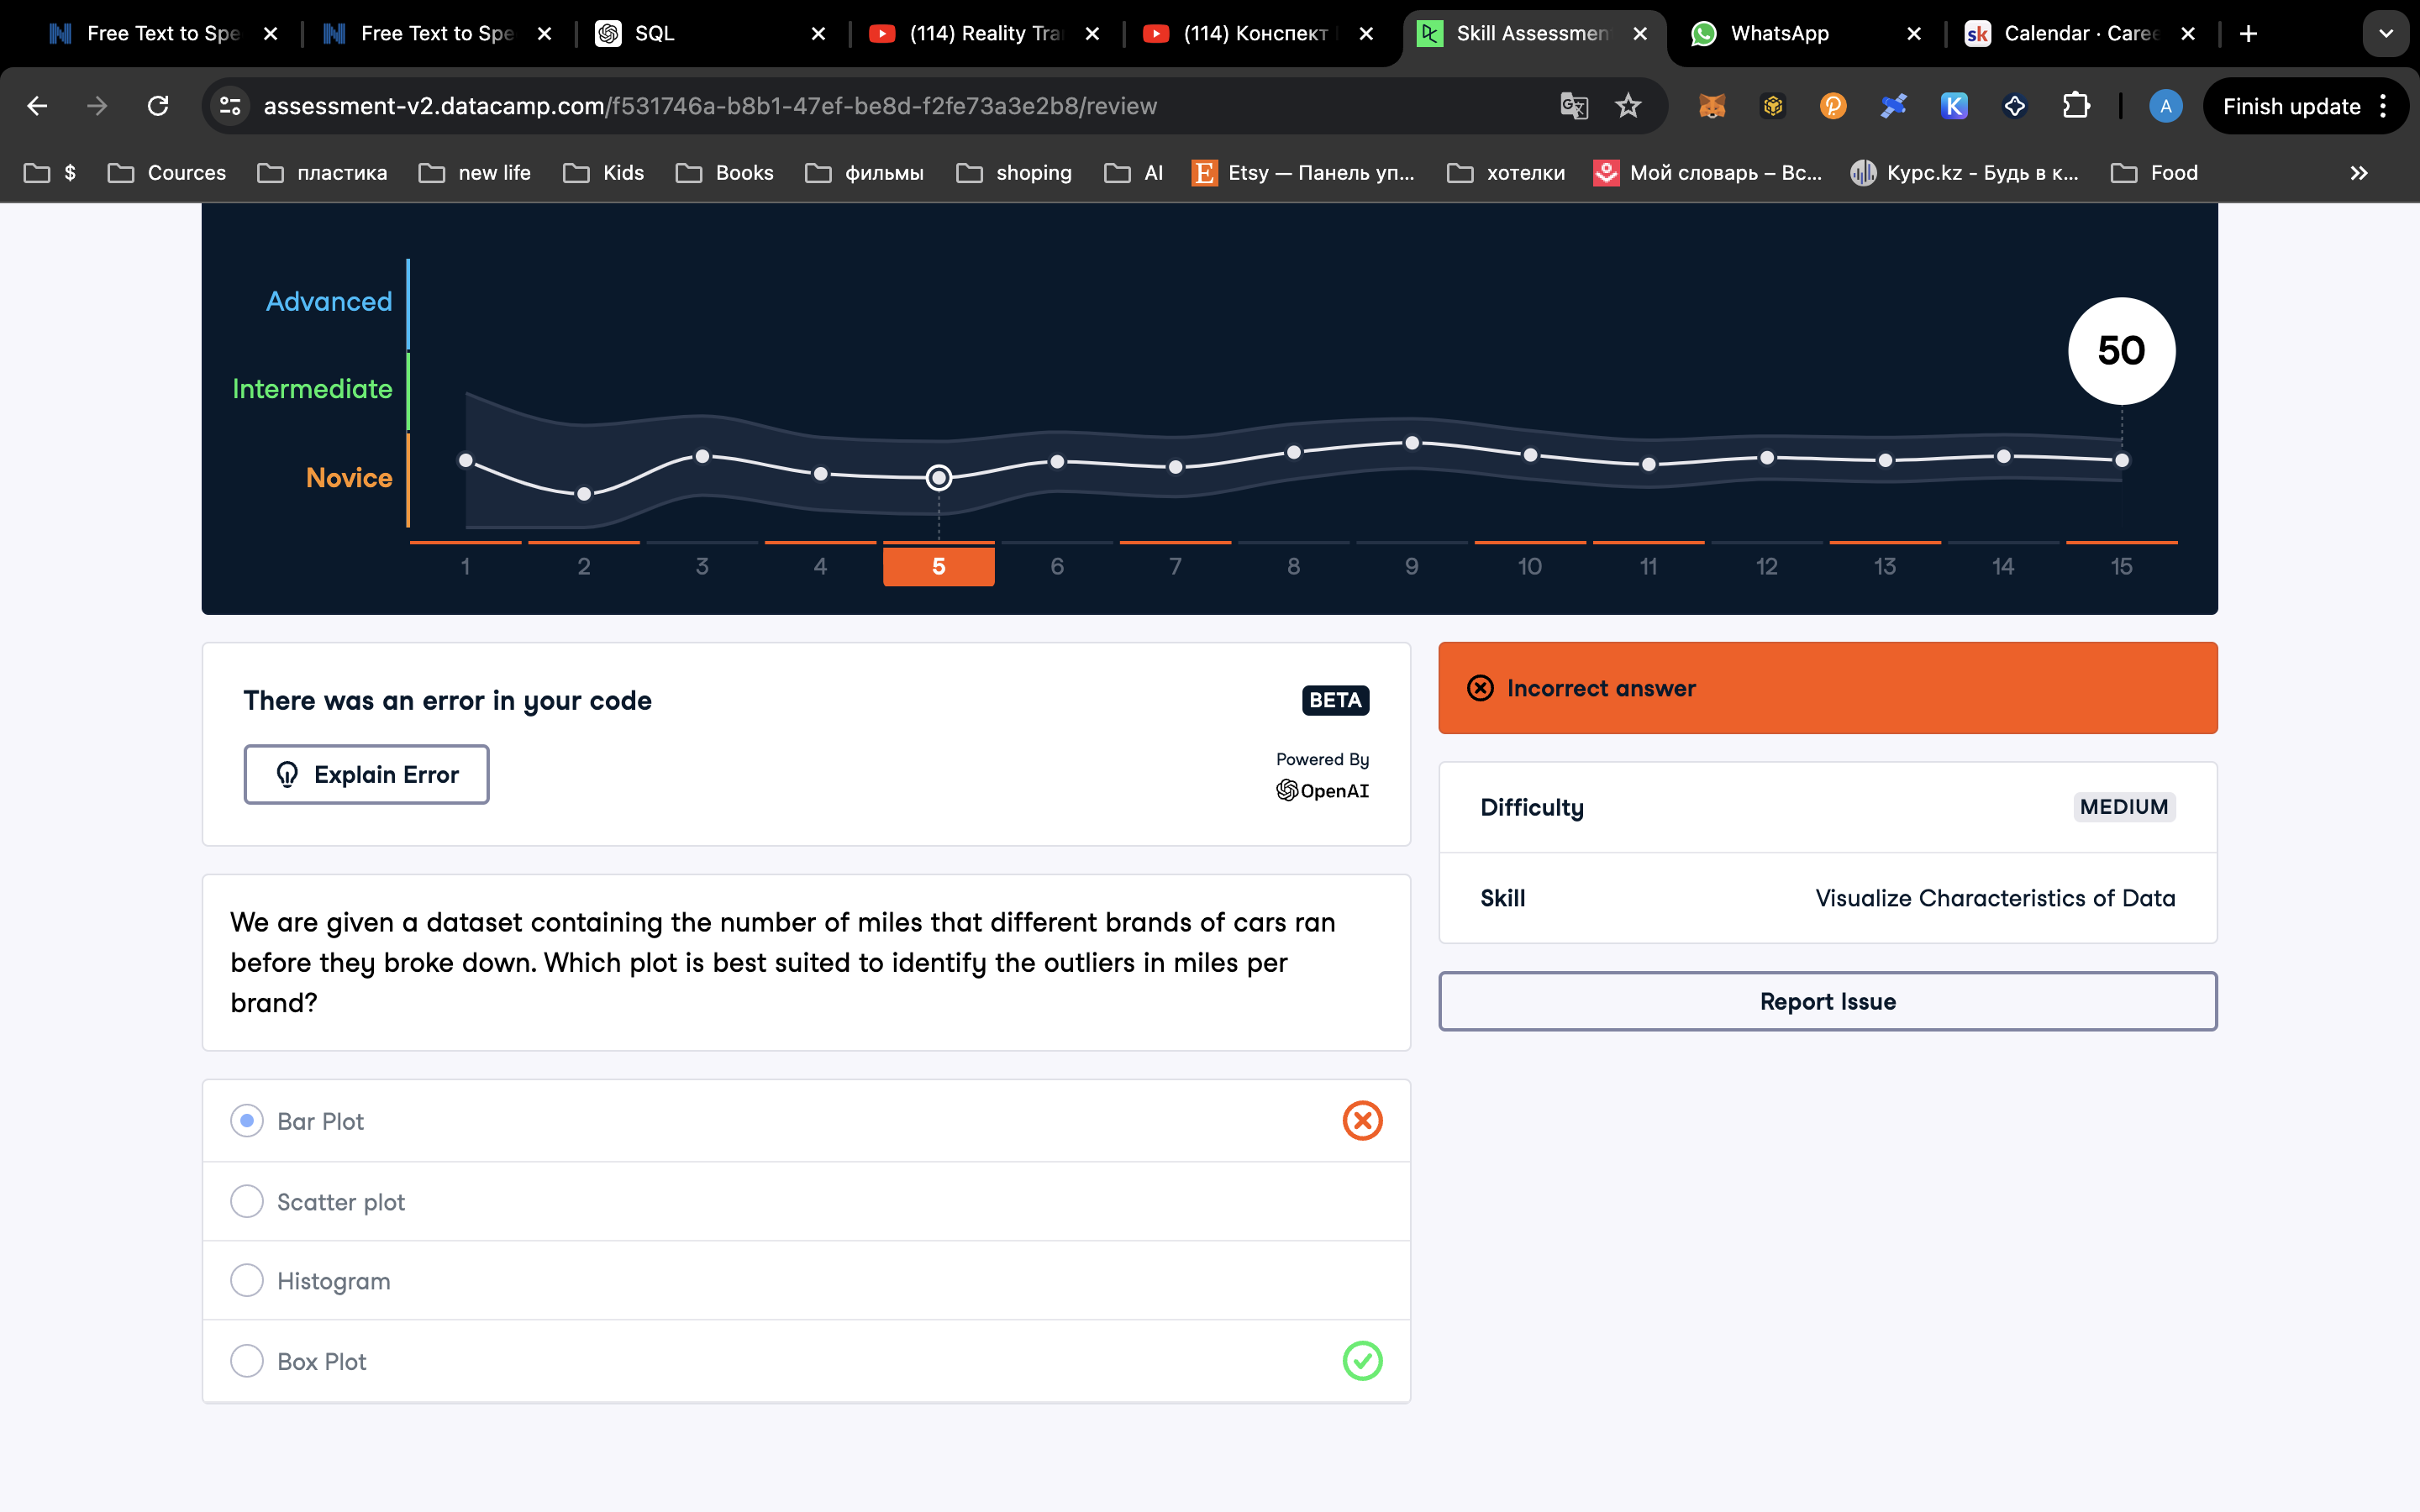 Free Text to Spe
Free Text to Spe
SQL
(114) Reality Tra
(114) Конспект
Skill Assessmen
WhatsApp
sk Calendar · Caree
assessment-v2.datacamp.com/f531746a-b8b1-47ef-be8d-f2fe73a3e2b8/review
A
Finish update
$
Cources
пластика
new life
Kids
Books
фильмы
shoping
AI
Etsy — Панель уп...
хотелки
Мой словарь – Вс...
Курс.kz - Будь в к...
Food
Advanced
Intermediate
Novice
50
1 2 3 4 5 6 7 8 9 10 11 12 13 14 15
There was an error in your code
BETA
Explain Error
Powered By
OpenAI
Incorrect answer
Difficulty MEDIUM
Skill Visualize Characteristics of Data
Report Issue
We are given a dataset containing the number of miles that different brands of cars ran
before they broke down. Which plot is best suited to identify the outliers in miles per
brand?
Bar Plot
Scatter plot
Histogram
Box Plot